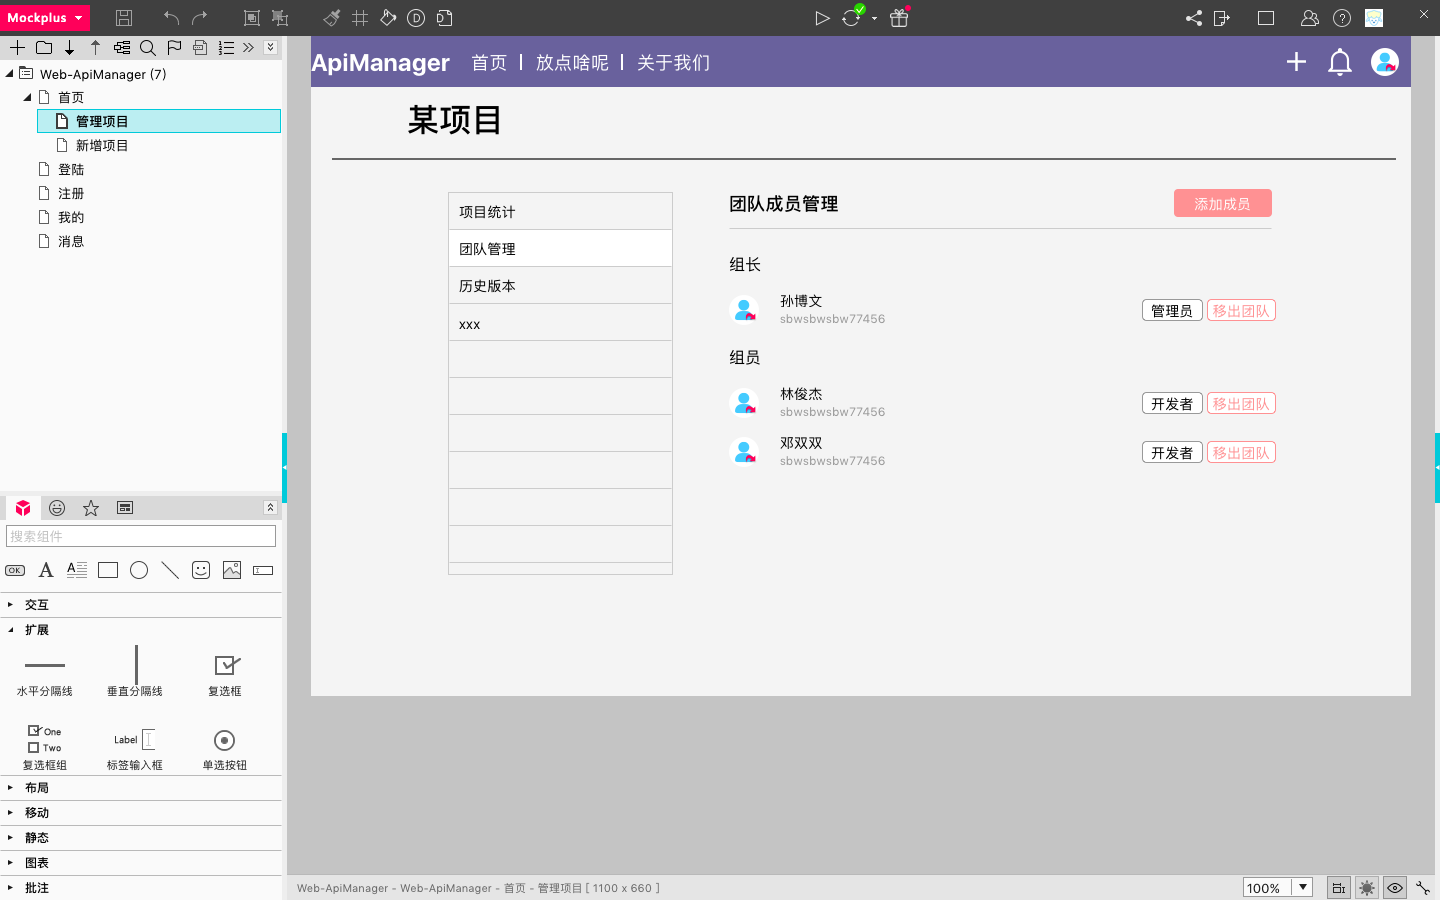 Mockplus
Web-ApiManager (7)
首页
管理项目
新增项目
登陆
注册
我的
消息
搜索组件
OK
A
A
交互
扩展
水平分隔线
垂直分隔线
复选框
One
Two
复选框组
Label
标签输入框
单选按钮
布局
移动
静态
图表
批注
ApiManager
首页
放点啥呢
关于我们
某项目
项目统计
团队管理
历史版本
xxx
团队成员管理
添加成员
组长
孙博文
sbwsbwsbw77456
管理员
移出团队
组员
林俊杰
sbwsbwsbw77456
开发者
移出团队
邓双双
sbwsbwsbw77456
开发者
移出团队
Web-ApiManager - Web-ApiManager - 首页 - 管理项目 [ 1100 x 660 ]
100%